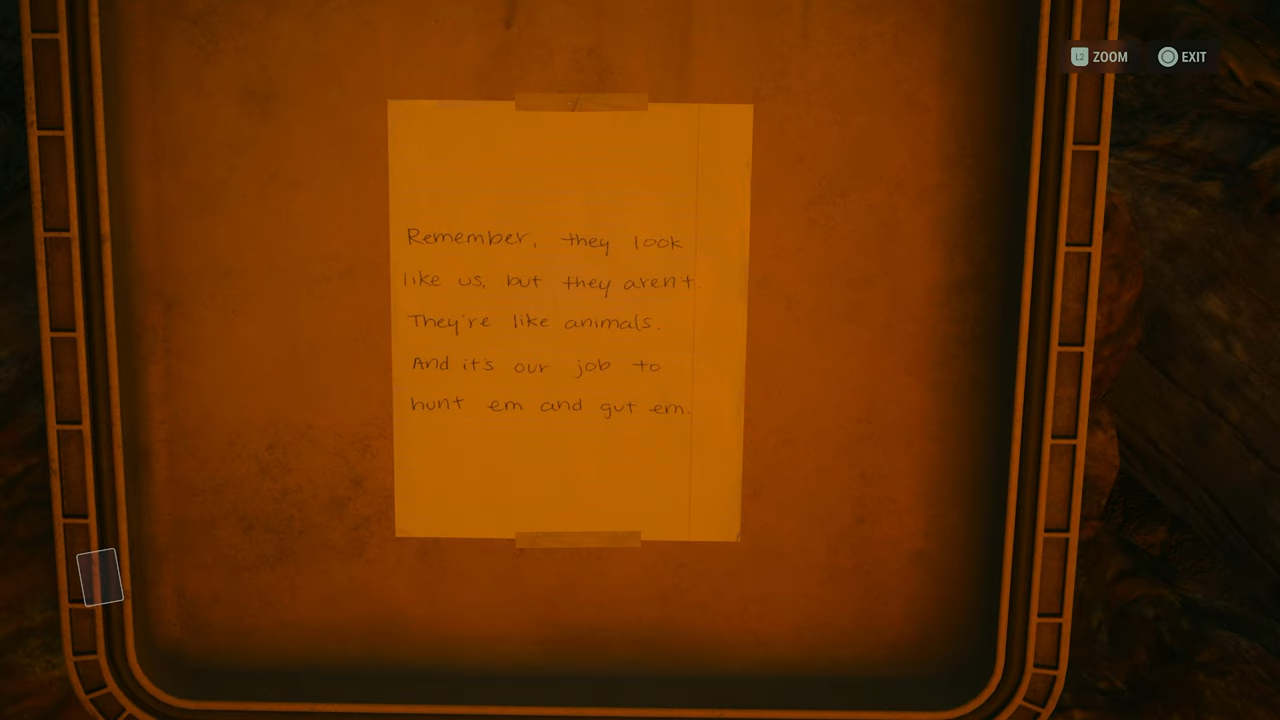 L2 ZOOM EXIT
Remember, they look
like us, but they aren't.
They're like animals.
And it's our job to
hunt em and gut em.